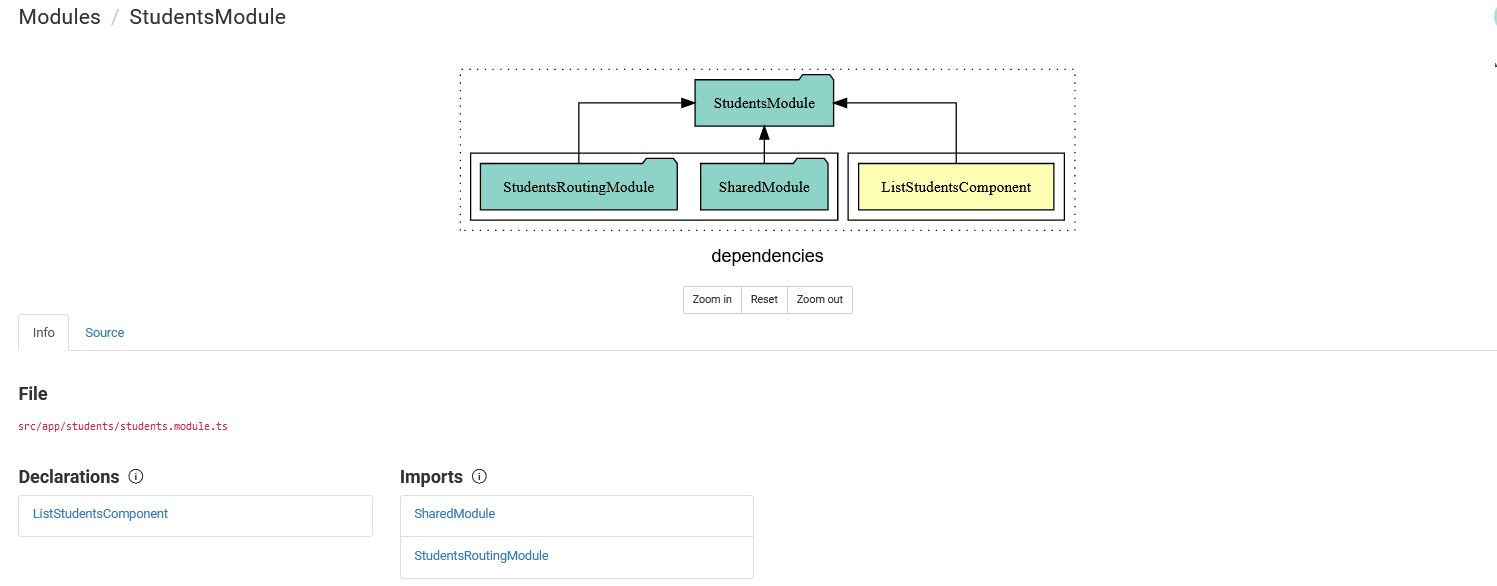 Modules / StudentsModule
StudentsModule
StudentsRoutingModule
SharedModule
ListStudentsComponent
dependencies
Zoom in Reset Zoom out
Info Source
File
src/app/students/students.module.ts
Declarations
ListStudentsComponent
Imports
SharedModule
StudentsRoutingModule